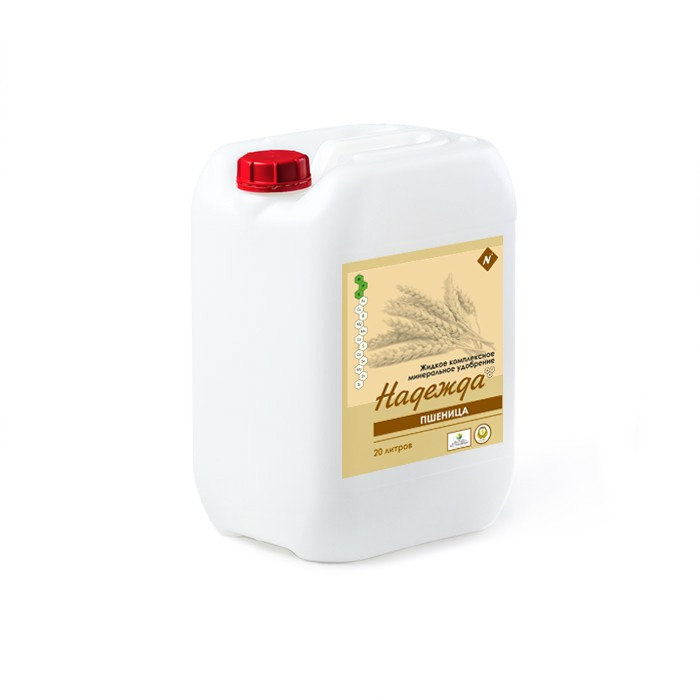 N
Жидкое комплексное
минеральное удобрение
Надежда
ПШЕНИЦА
20 литров